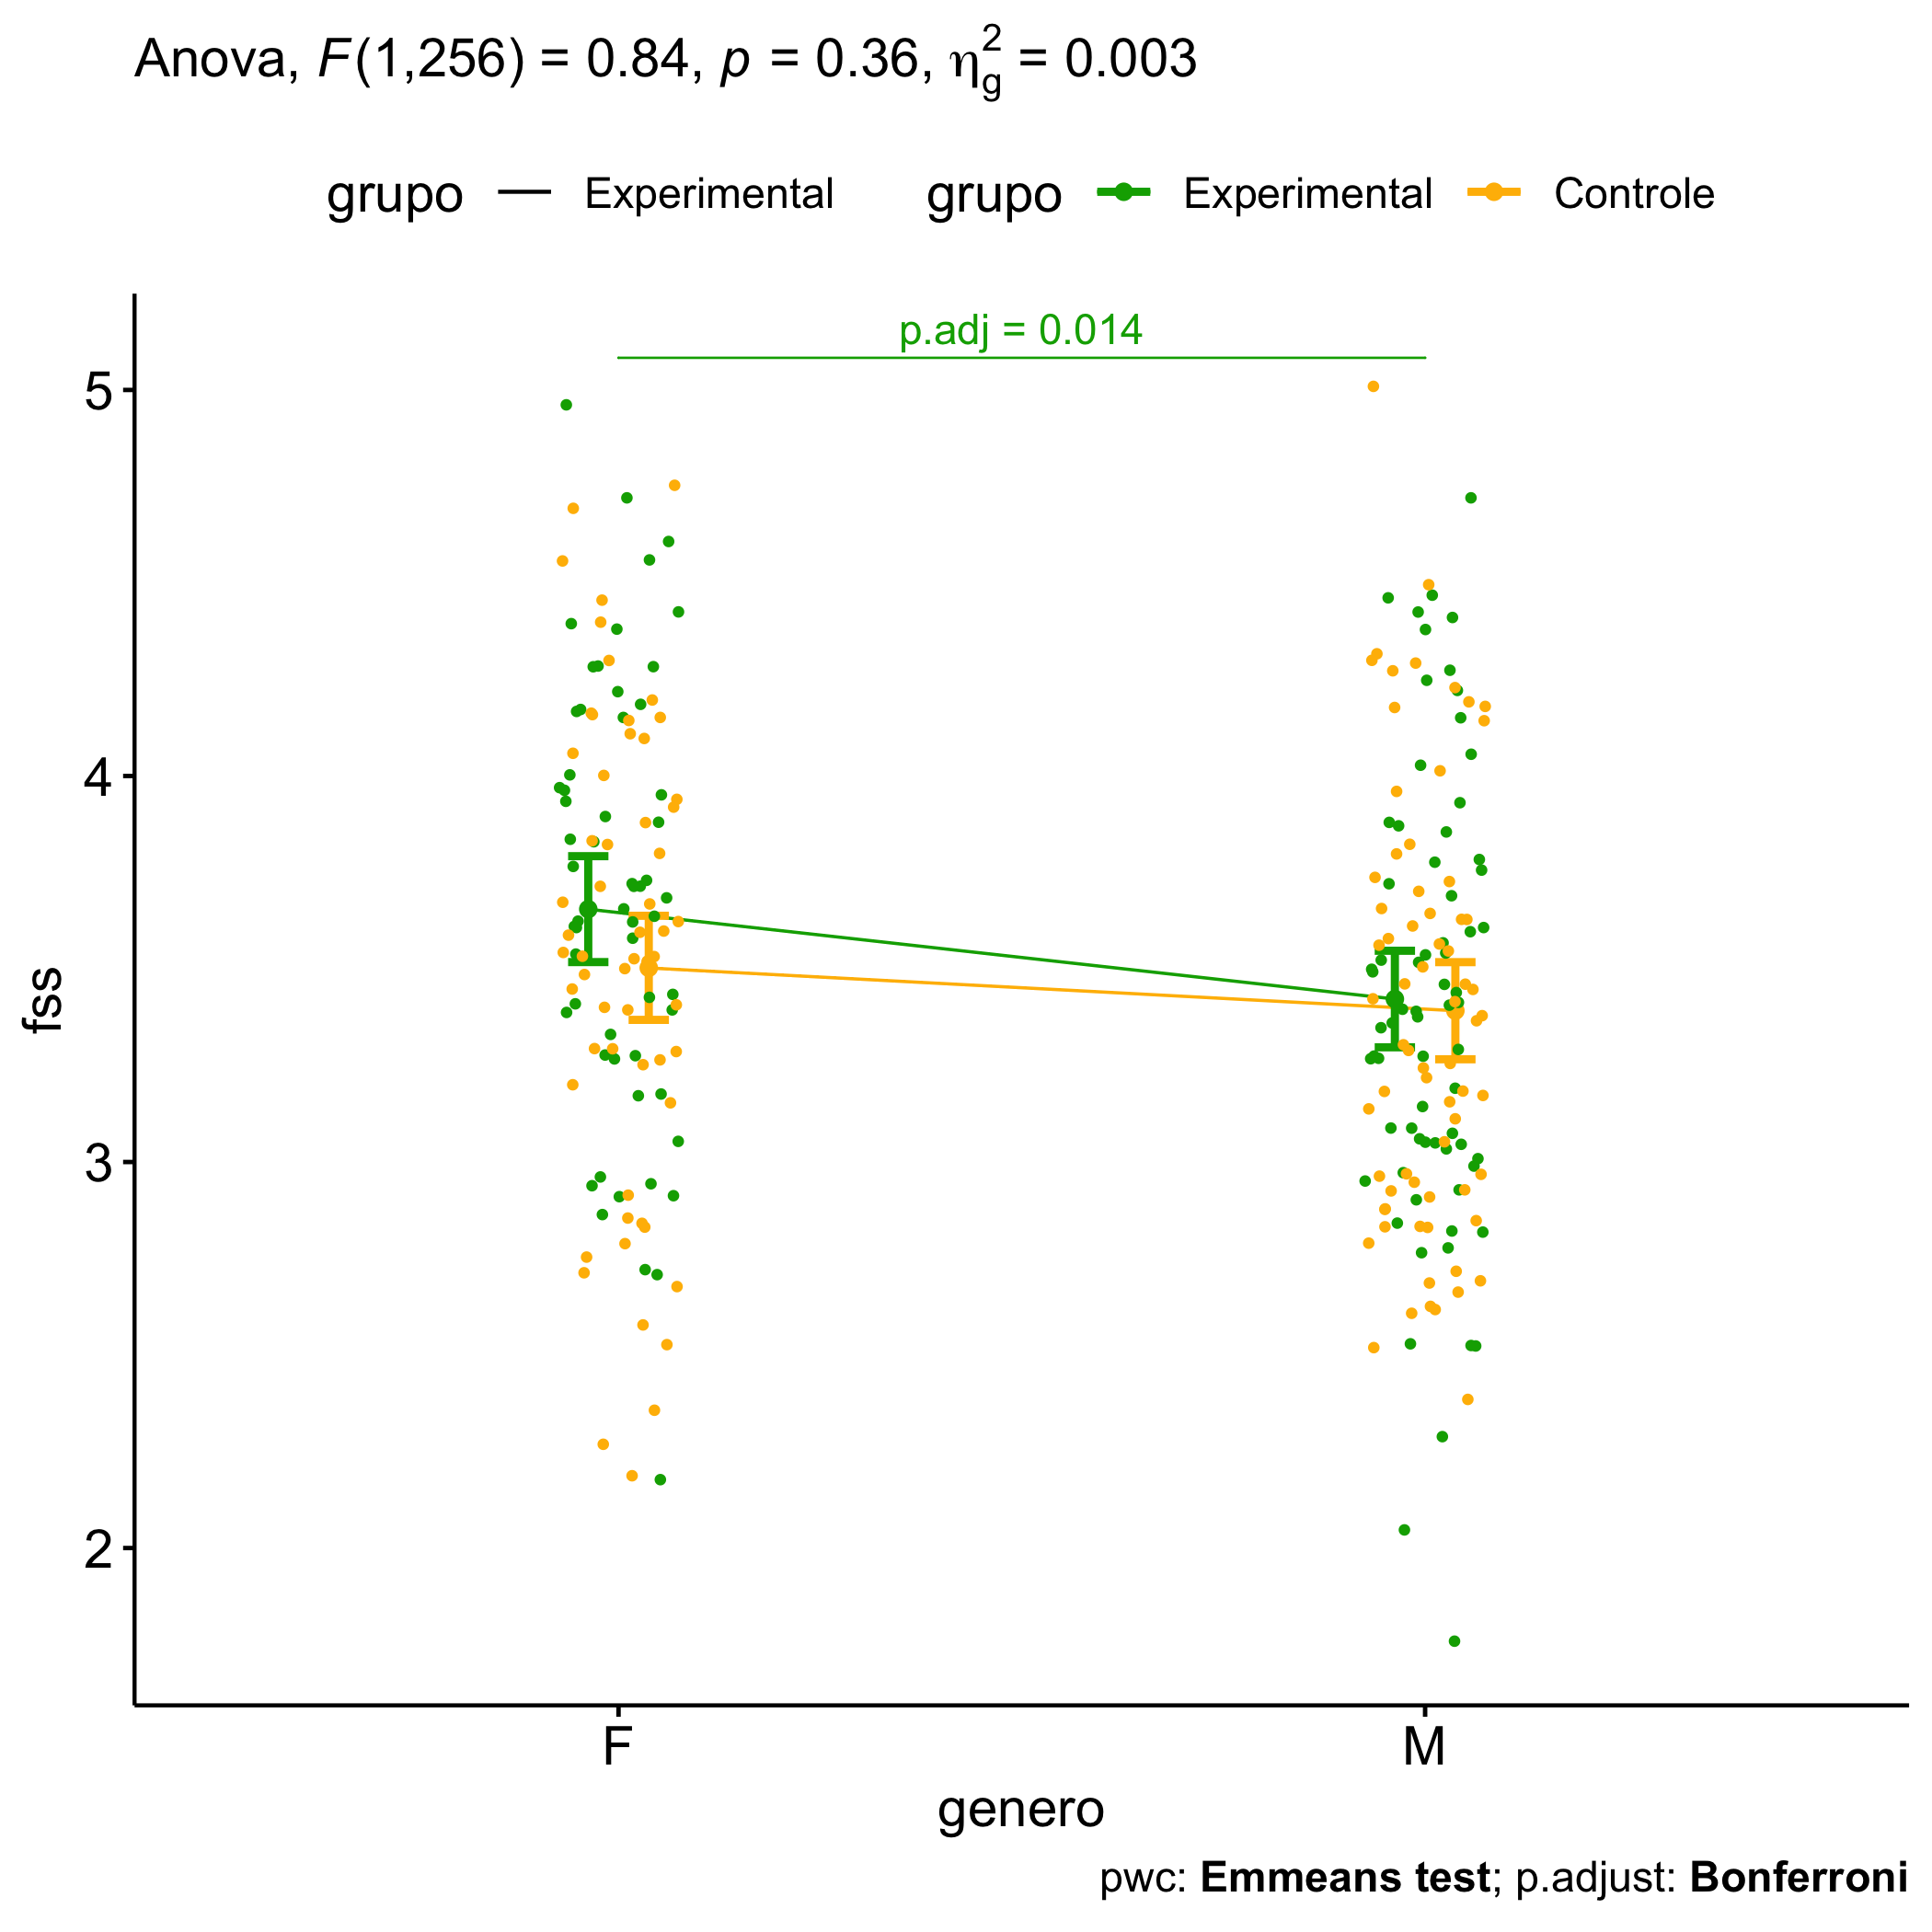 Anova, F(1,256) = 0.84, p = 0.36, η²g = 0.003
grupo Experimental grupo Experimental Controle
p.adj = 0.014
5
4
3
2
fss
F M
genero
pwc: Emmeans test; p.adjust: Bonferroni